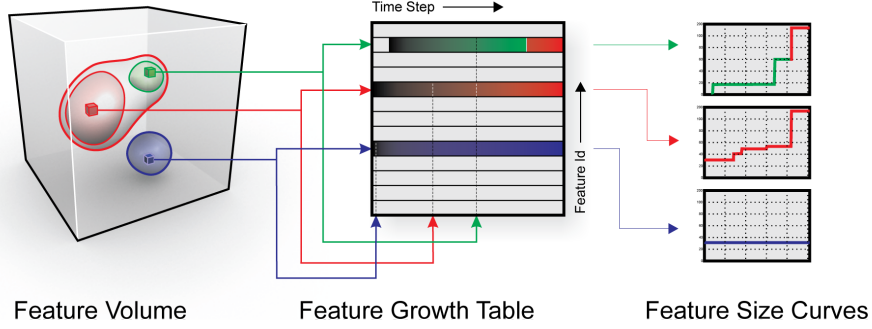 Time Step
Feature Id
Feature Volume
Feature Growth Table
Feature Size Curves